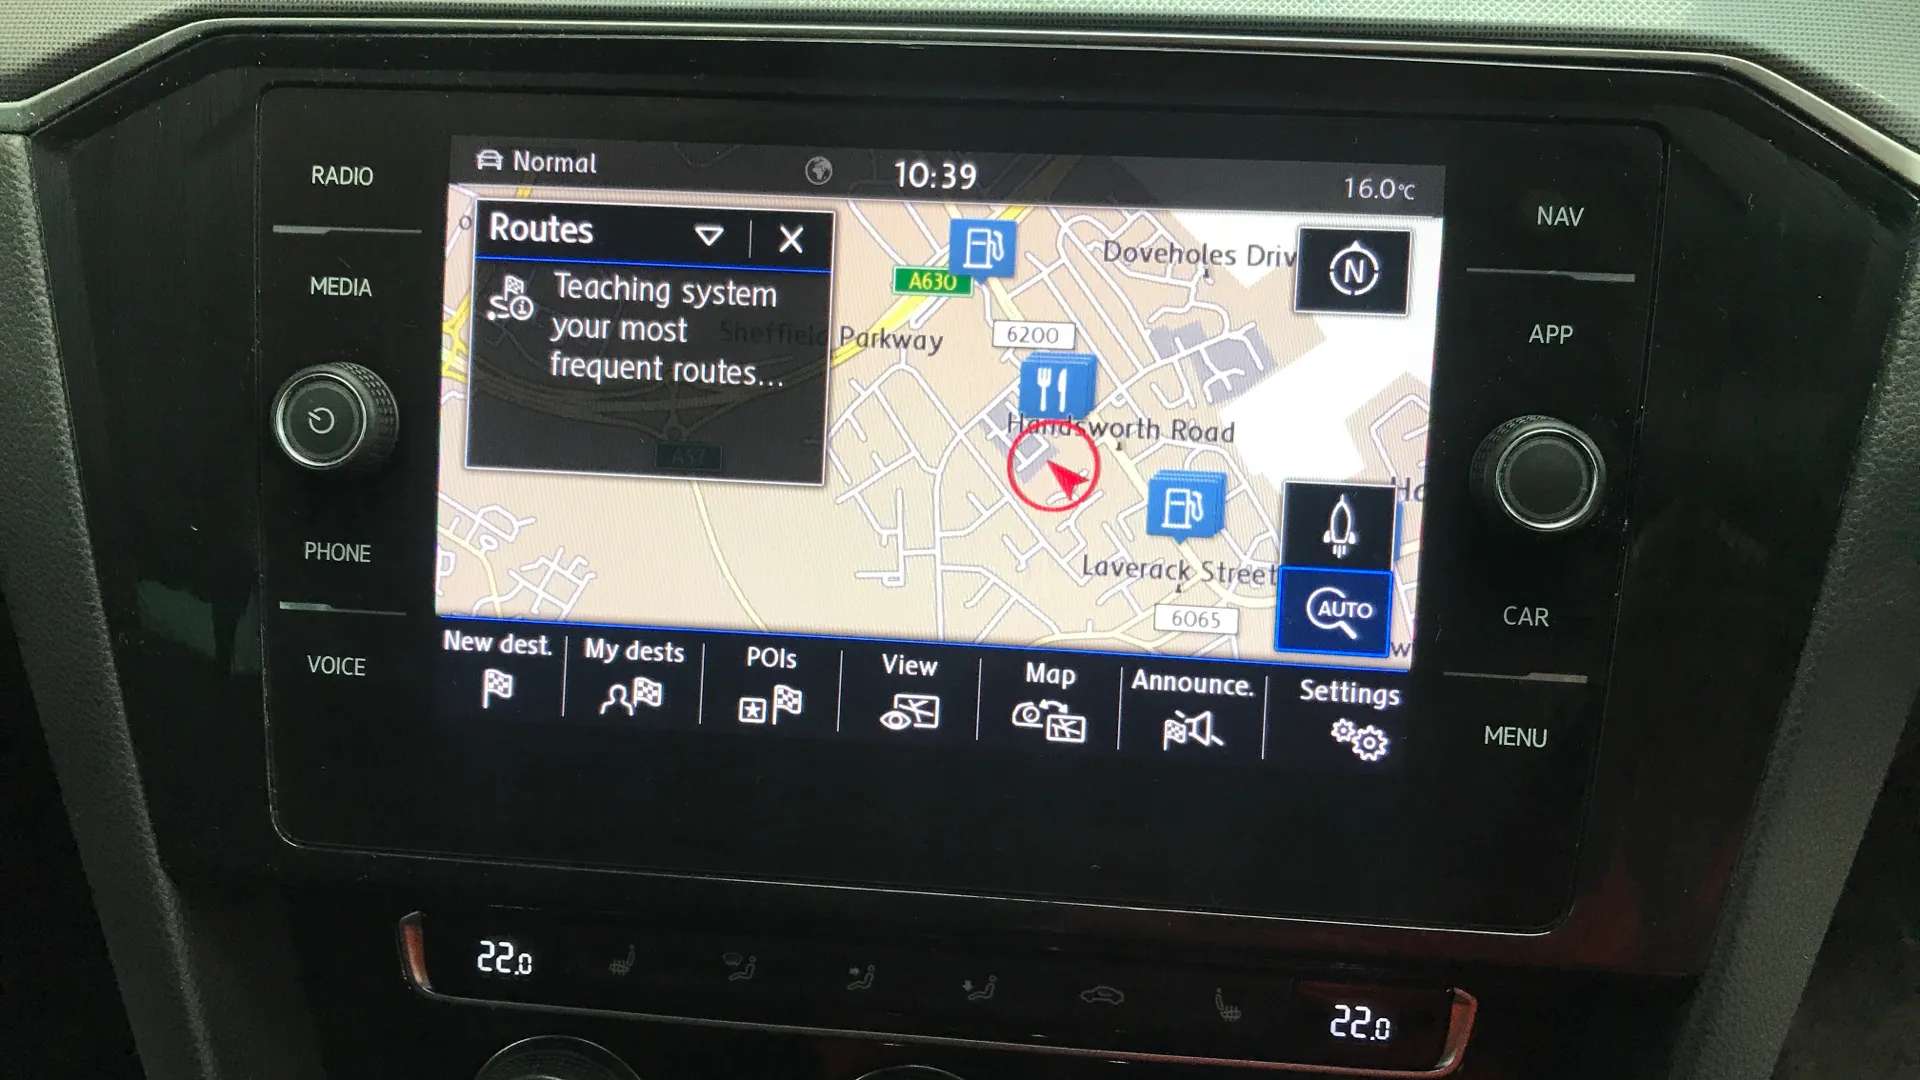 RADIO
MEDIA
PHONE
VOICE
Normal
10:39
16.0°C
Routes
Teaching system
your most
frequent routes...
A630
Doveholes Driv
N
Sheffield Parkway
6200
Handsworth Road
A57
Laverack Street
6065
AUTO
New dest.
My dests
POIs
View
Map
Announce.
Settings
NAV
APP
CAR
MENU
22.0
22.0